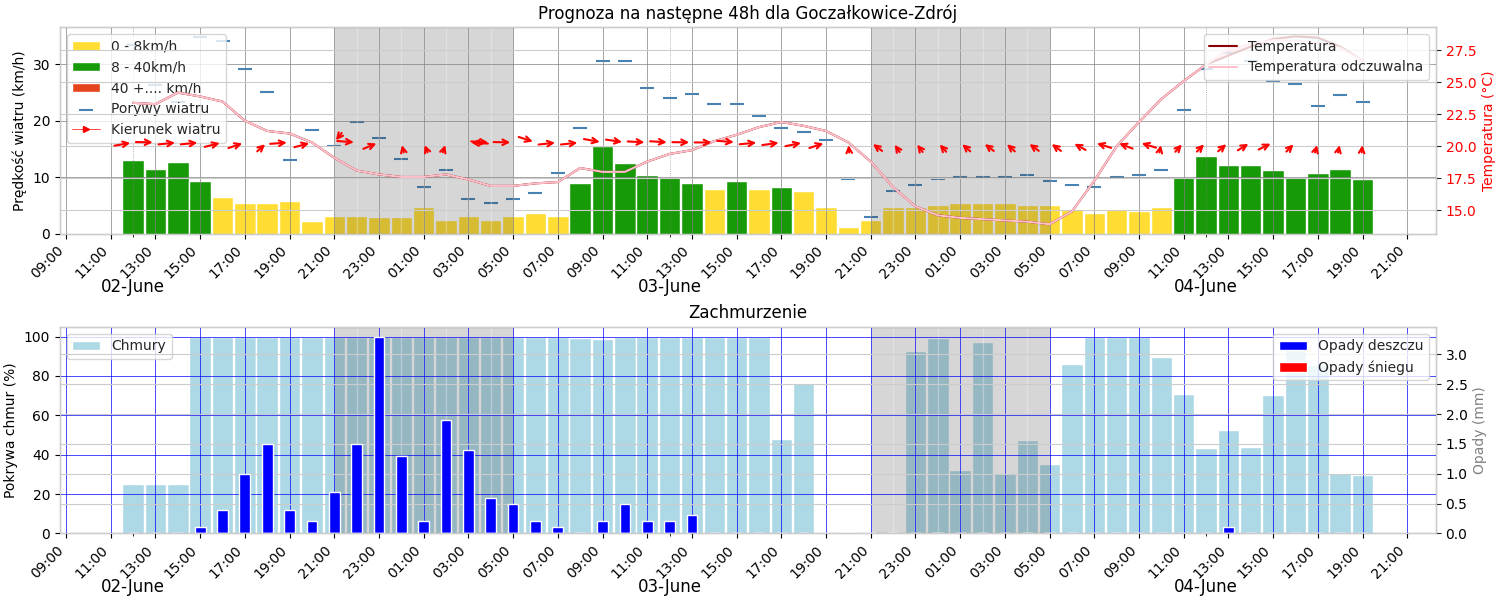 Prognoza na następne 48h dla Goczałkowice-Zdrój
Prędkość wiatru (km/h)
30
20
10
0
0 - 8km/h
8 - 40km/h
40 +.... km/h
Porywy wiatru
Kierunek wiatru
Temperatura
Temperatura odczuwalna
27.5
25.0
22.5
20.0
17.5
15.0
Temperatura (°C)
09:00 11:00 13:00 15:00 17:00 19:00 21:00 23:00 01:00 03:00 05:00 07:00 09:00 11:00 13:00 15:00 17:00 19:00 21:00 23:00 01:00 03:00 05:00 07:00 09:00 11:00 13:00 15:00 17:00 19:00 21:00
02-June 03-June 04-June
Zachmurzenie
Pokrywa chmur (%)
100
80
60
40
20
0
Chmury
Opady deszczu
Opady śniegu
3.0
2.5
2.0
1.5
1.0
0.5
0.0
Opady (mm)
09:00 11:00 13:00 15:00 17:00 19:00 21:00 23:00 01:00 03:00 05:00 07:00 09:00 11:00 13:00 15:00 17:00 19:00 21:00 23:00 01:00 03:00 05:00 07:00 09:00 11:00 13:00 15:00 17:00 19:00 21:00
02-June 03-June 04-June